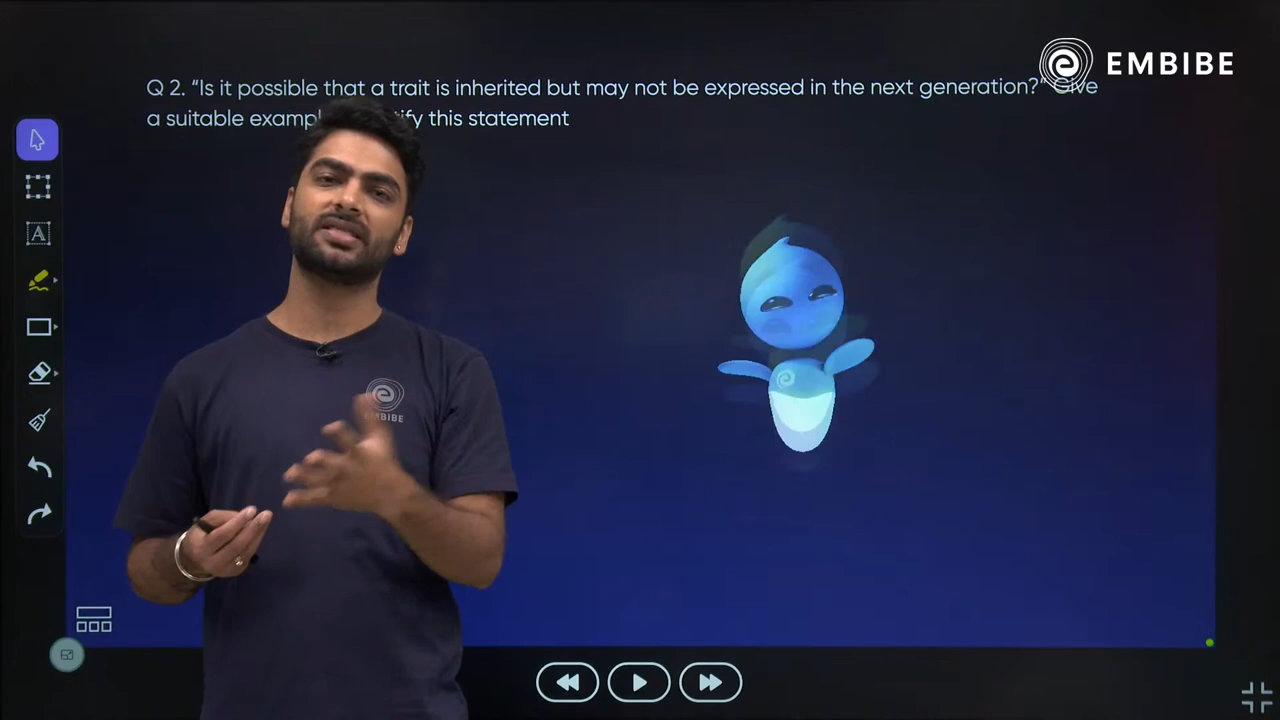 EMBIBE
Q 2. “Is it possible that a trait is inherited but may not be expressed in the next generation?” Give
a suitable this statement
A